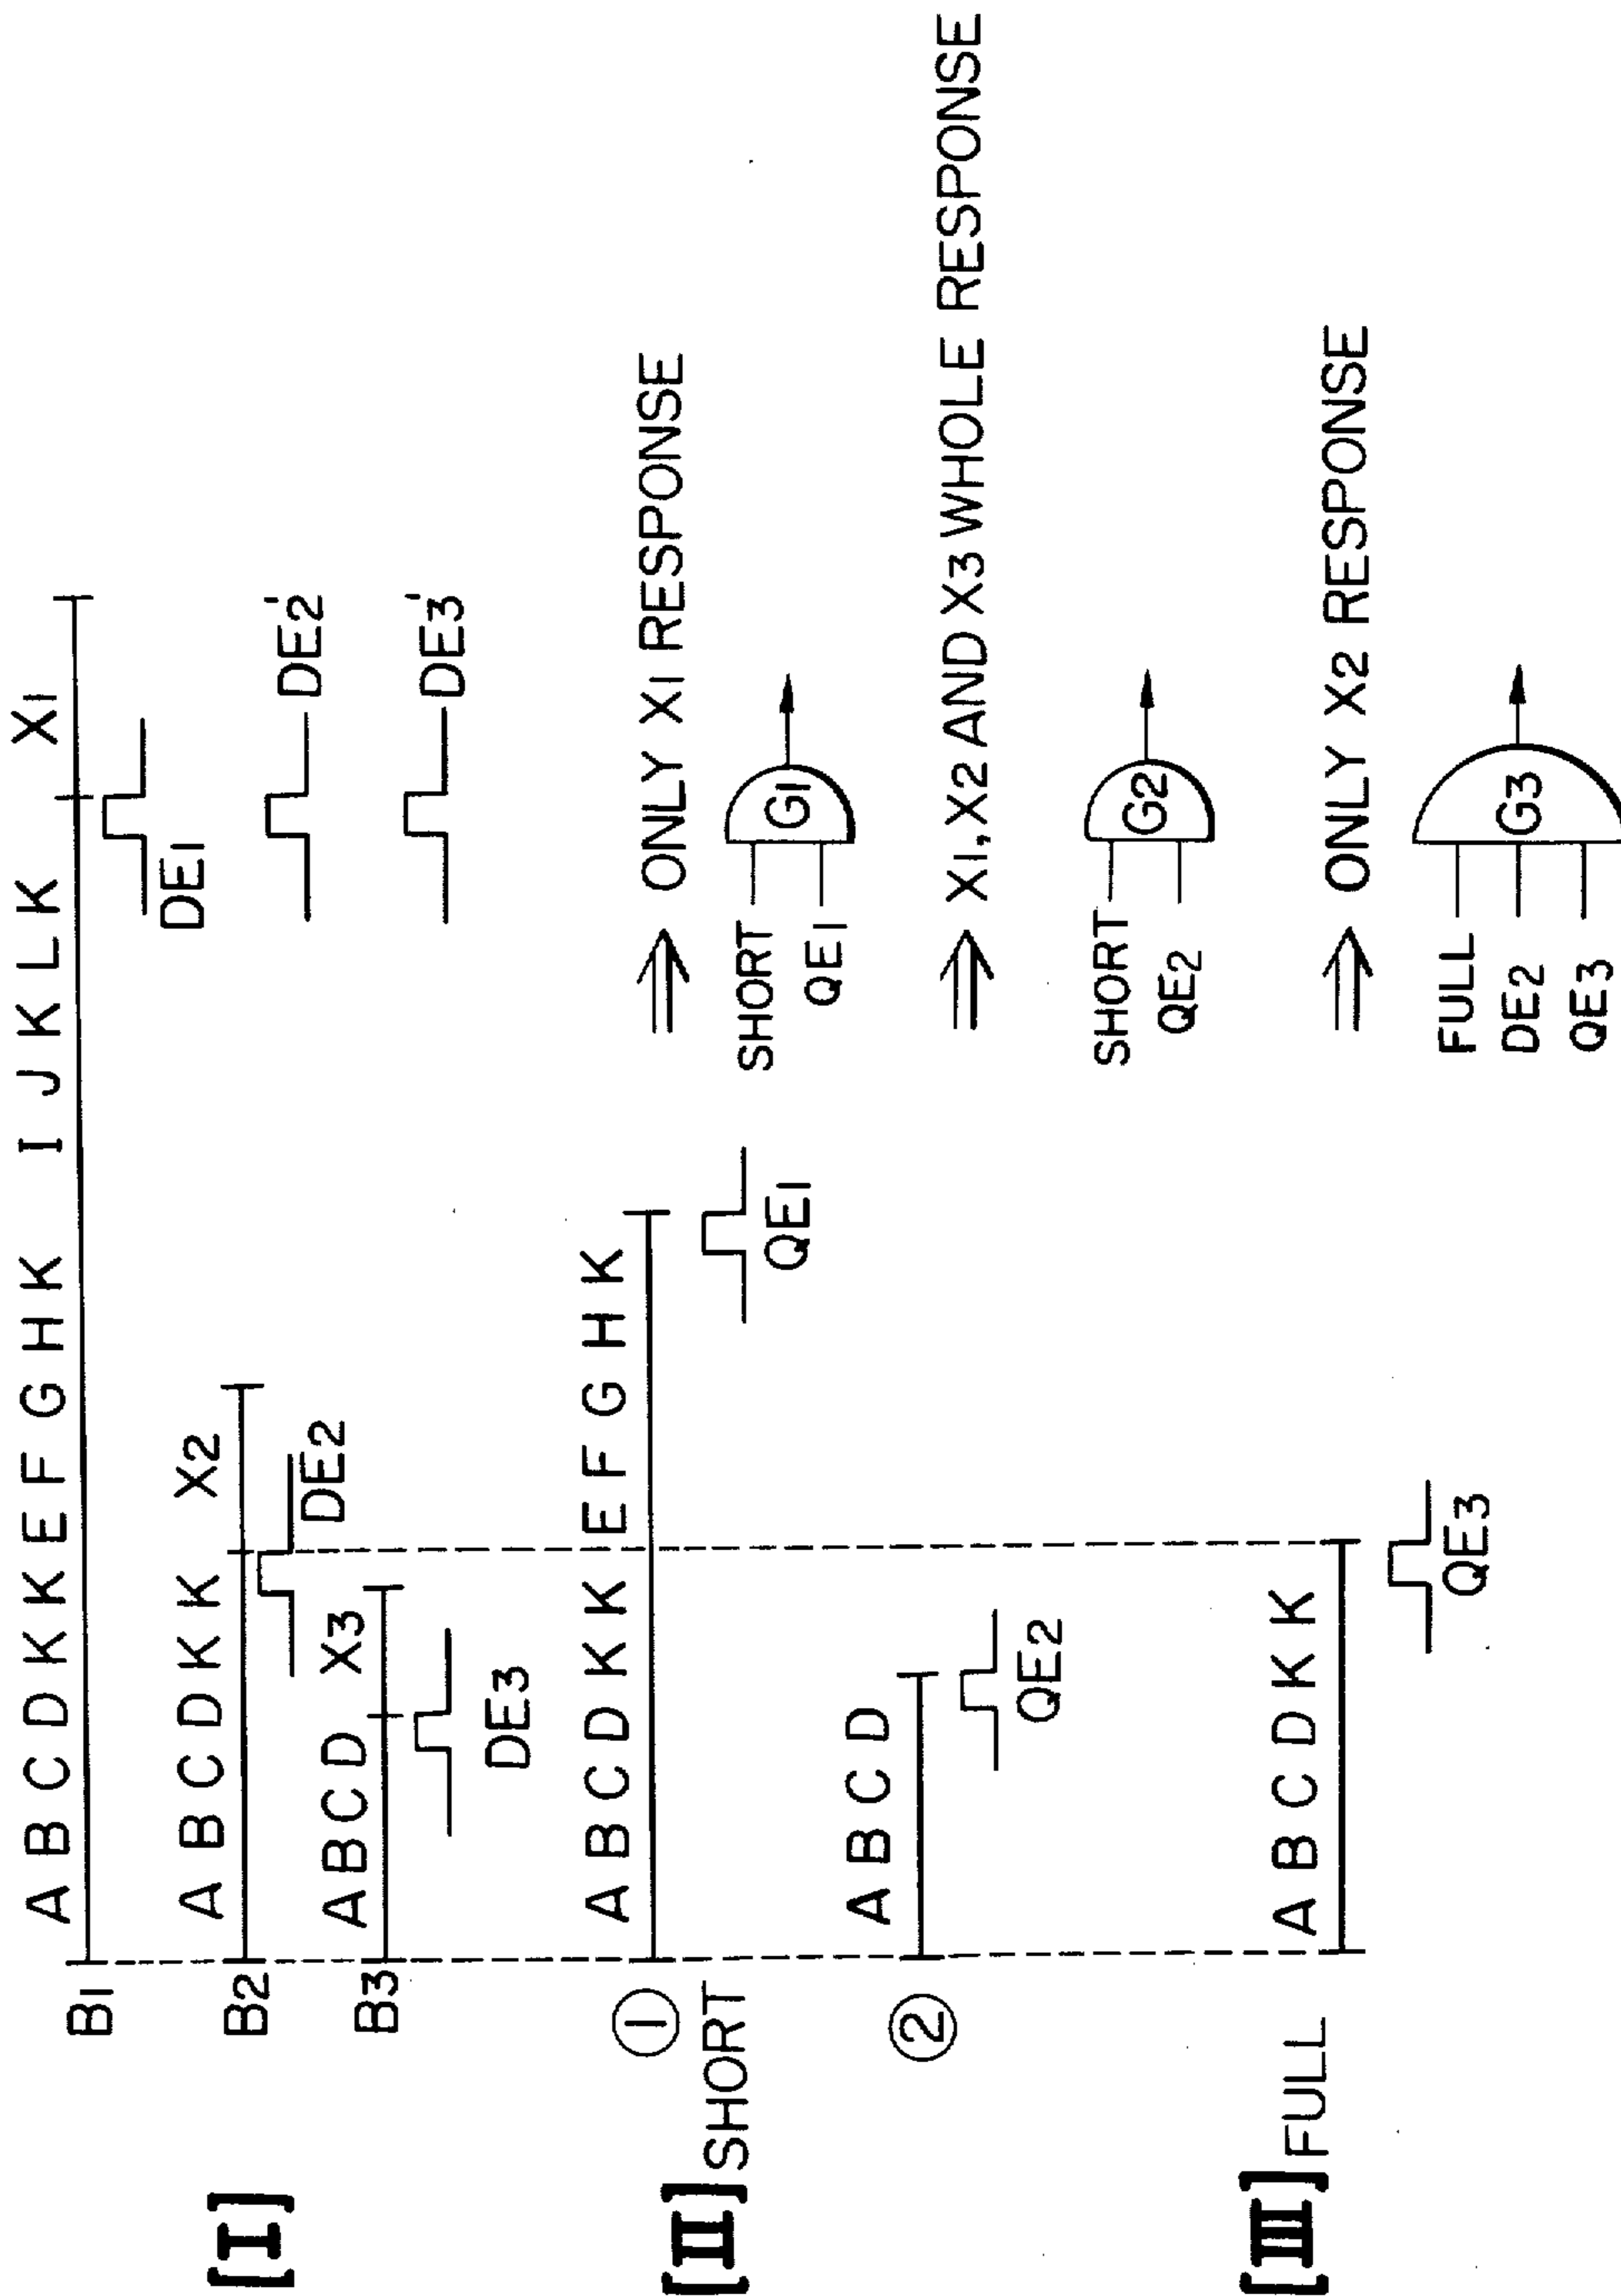 [I]
B1 A B C D K K E F G H K I J K L K X1
DE1
B2 A B C D K K X2
DE2 DE2'
B3 A B C D X3
DE3 DE3'
[II] SHORT
① A B C D K K E F G H K ⇒ ONLY X1 RESPONSE
QE1
SHORT
QE1
G1
② A B C D ⇒ X1, X2 AND X3 WHOLE RESPONSE
QE2
SHORT
QE2
G2
[III] FULL
A B C D K K ⇒ ONLY X2 RESPONSE
QE3
FULL
DE2
QE3
G3